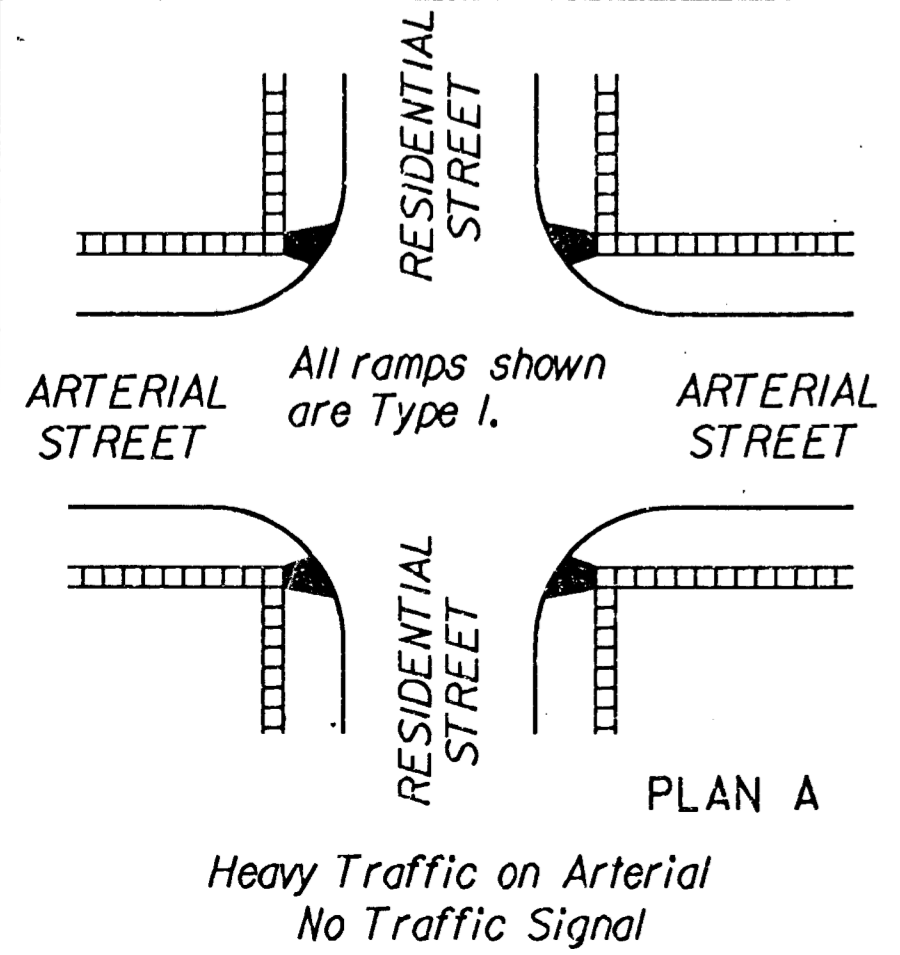 RESIDENTIAL
STREET
All ramps shown
are Type I.
ARTERIAL
STREET
ARTERIAL
STREET
RESIDENTIAL
STREET
PLAN A
Heavy Traffic on Arterial
No Traffic Signal